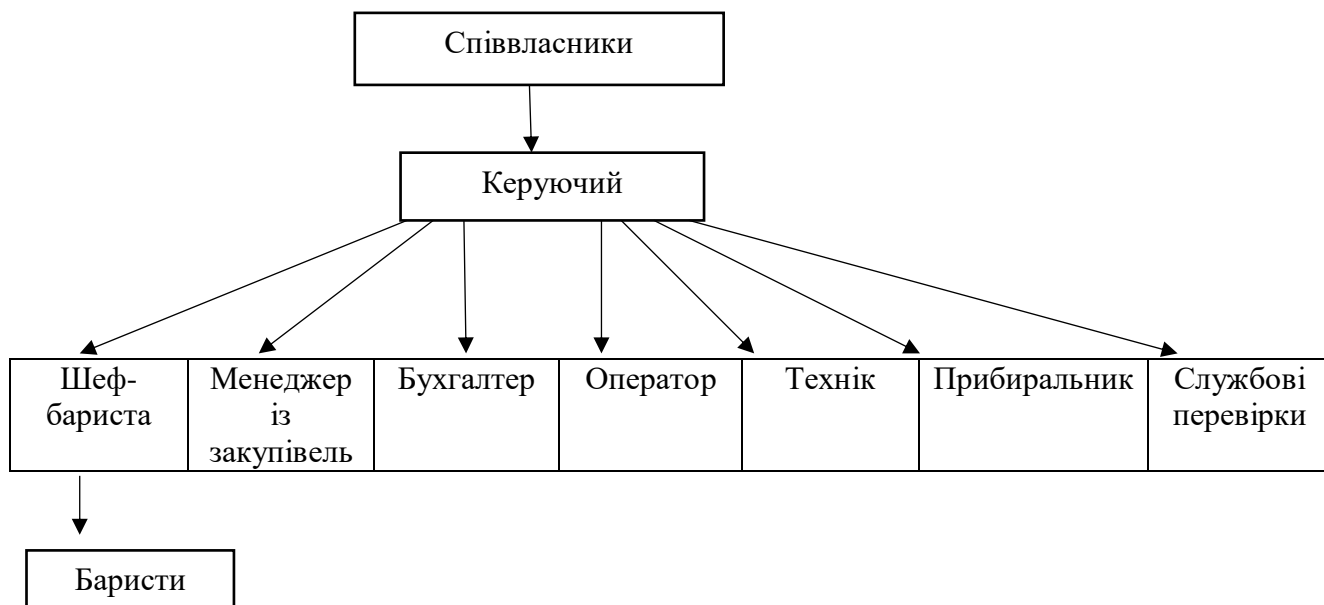 Співвласники
Керуючий
Шеф-
бариста
Менеджер
із
закупівель
Бухгалтер
Оператор
Технік
Прибиральник
Службові
перевірки
Баристи